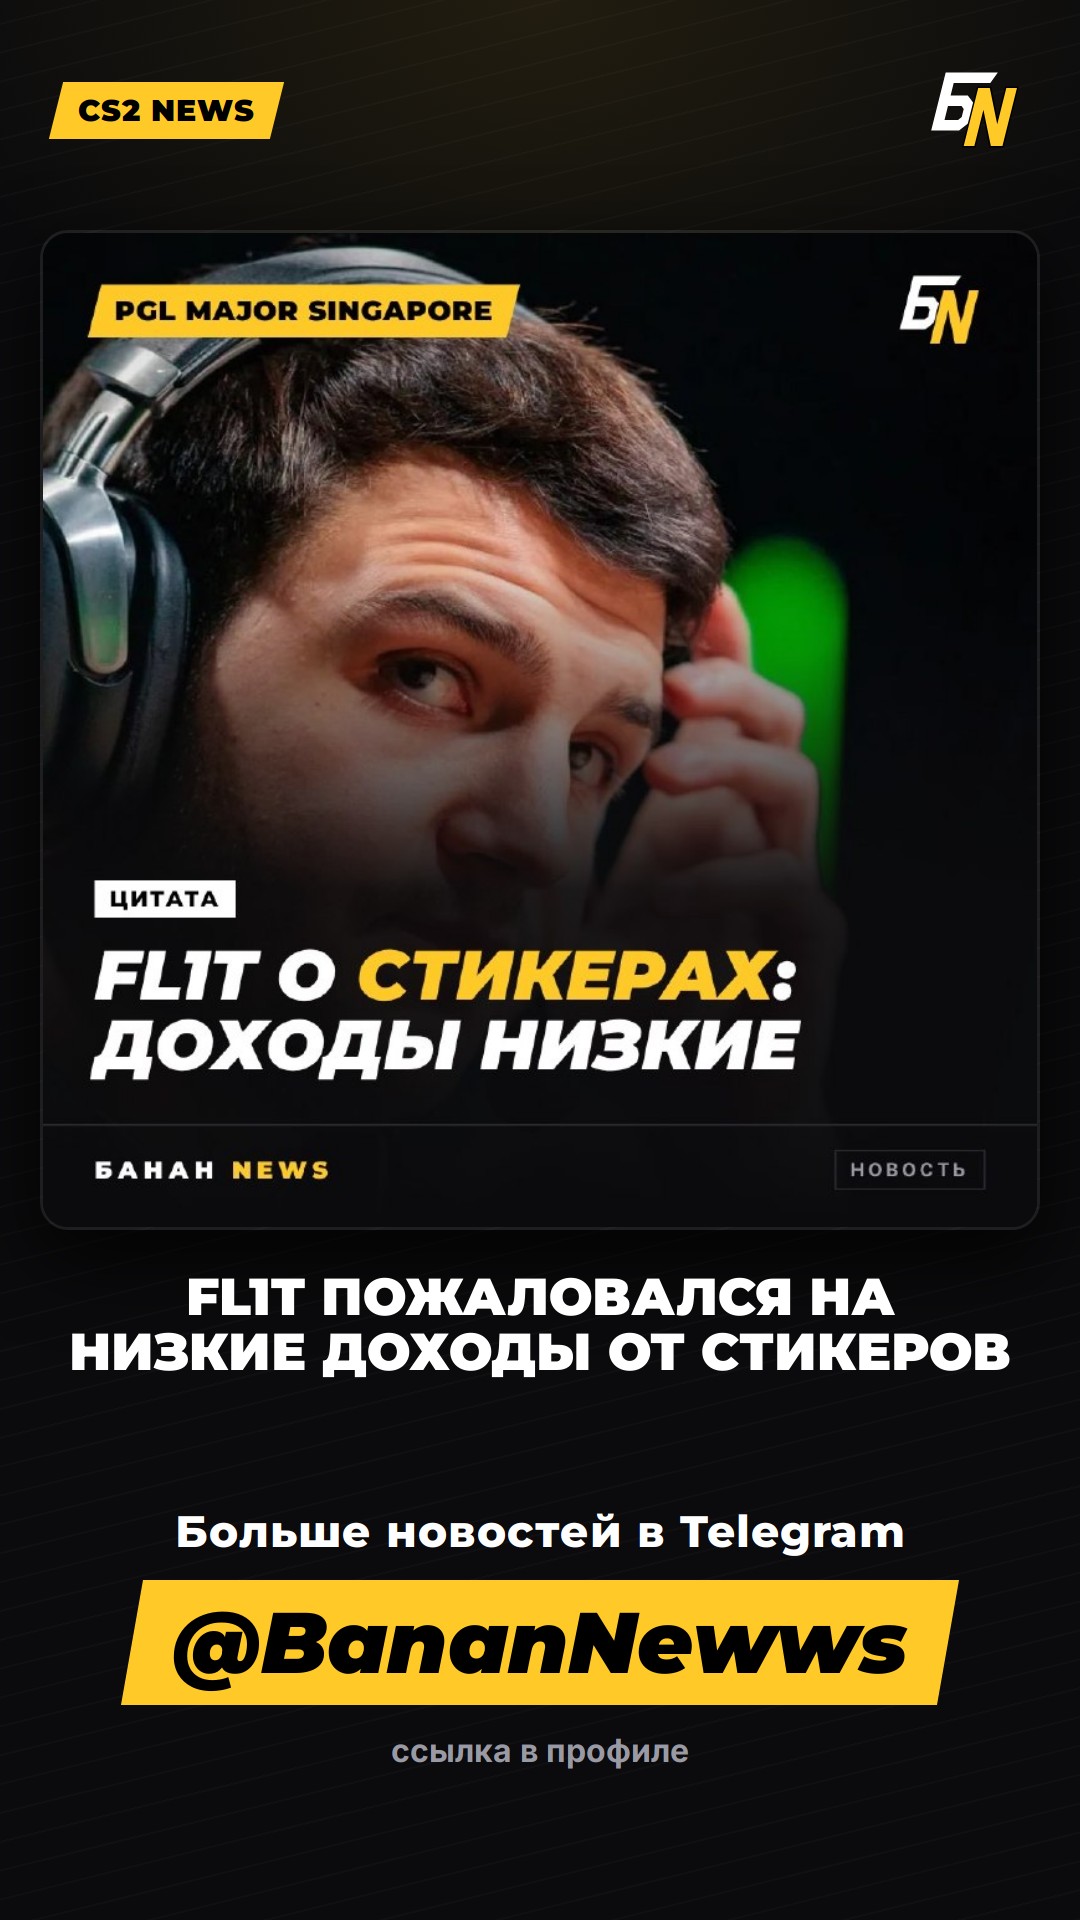 CS2 NEWS
БN
PGL MAJOR SINGAPORE
БN
ЦИТАТА
FL1T О СТИКЕРАХ:
ДОХОДЫ НИЗКИЕ
БАНАН NEWS
НОВОСТЬ
FL1T ПОЖАЛОВАЛСЯ НА
НИЗКИЕ ДОХОДЫ ОТ СТИКЕРОВ
Больше новостей в Telegram
@BananNewws
ссылка в профиле